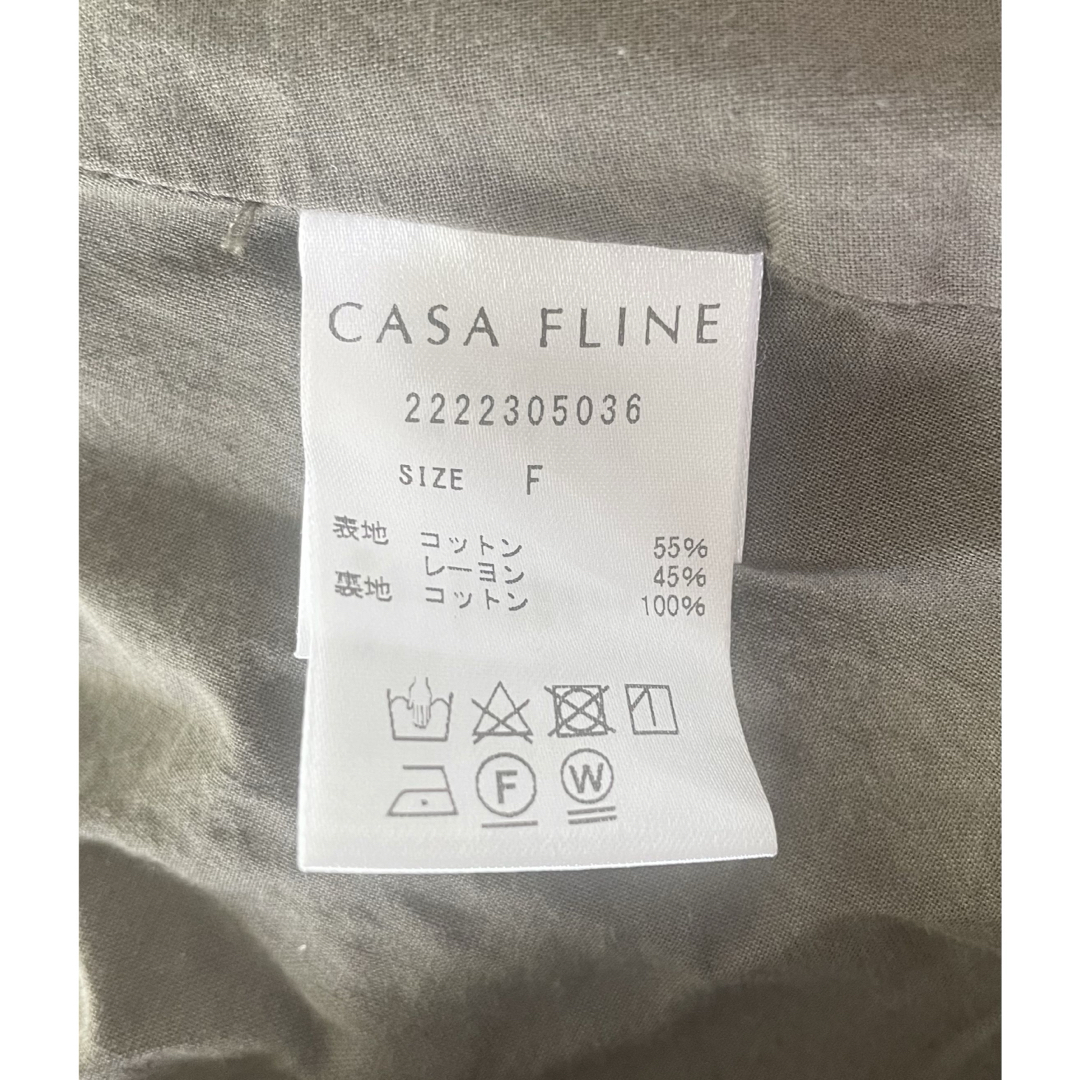 CASA FLINE
2222305036
SIZE F
表地 コットン 55%
レーヨン 45%
裏地 コットン 100%
F W